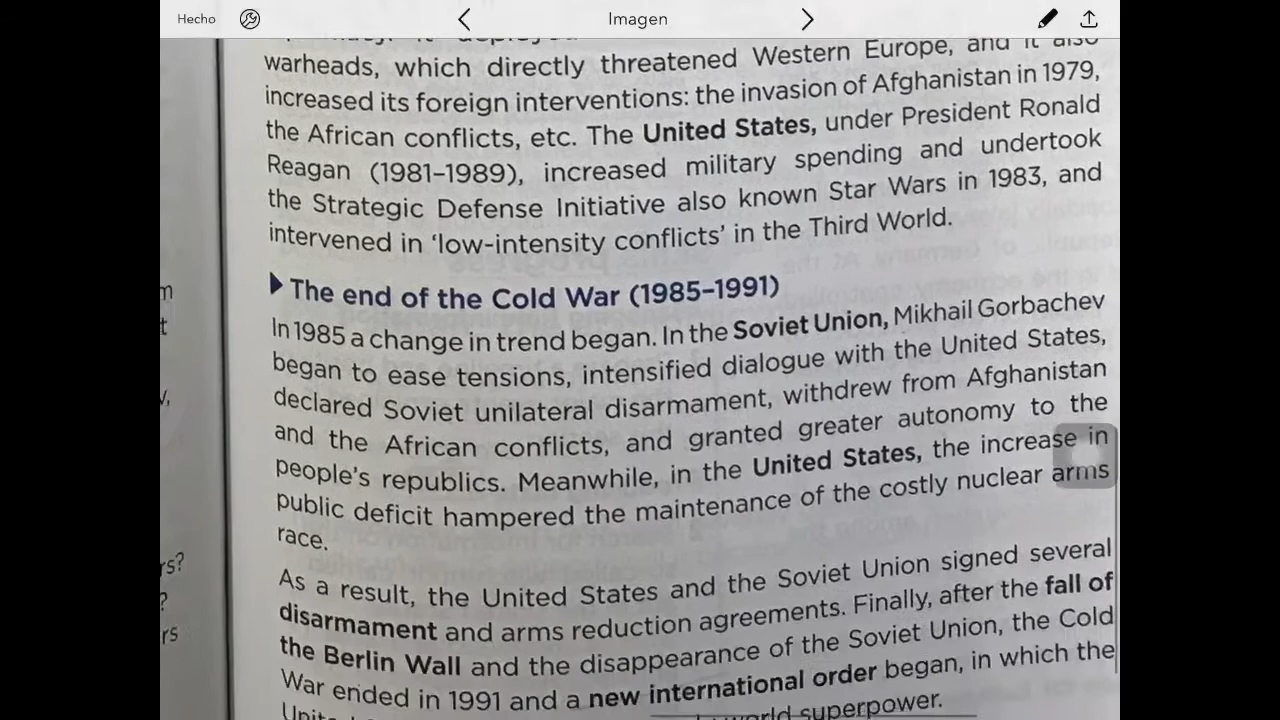 Hecho
Imagen
warheads, which directly threatened Western Europe, and it also
increased its foreign interventions: the invasion of Afghanistan in 1979,
the African conflicts, etc. The United States, under President Ronald
Reagan (1981–1989), increased military spending and undertook
the Strategic Defense Initiative also known Star Wars in 1983, and
intervened in ‘low-intensity conflicts’ in the Third World.
The end of the Cold War (1985–1991)
In 1985 a change in trend began. In the Soviet Union, Mikhail Gorbachev
began to ease tensions, intensified dialogue with the United States,
declared Soviet unilateral disarmament, withdrew from Afghanistan
and the African conflicts, and granted greater autonomy to the
people’s republics. Meanwhile, in the United States, the increase in
public deficit hampered the maintenance of the costly nuclear arms
race.
As a result, the United States and the Soviet Union signed several
disarmament and arms reduction agreements. Finally, after the fall of
the Berlin Wall and the disappearance of the Soviet Union, the Cold
War ended in 1991 and a new international order began, in which the
world superpower.
m
t
v,
rs?
?
rs